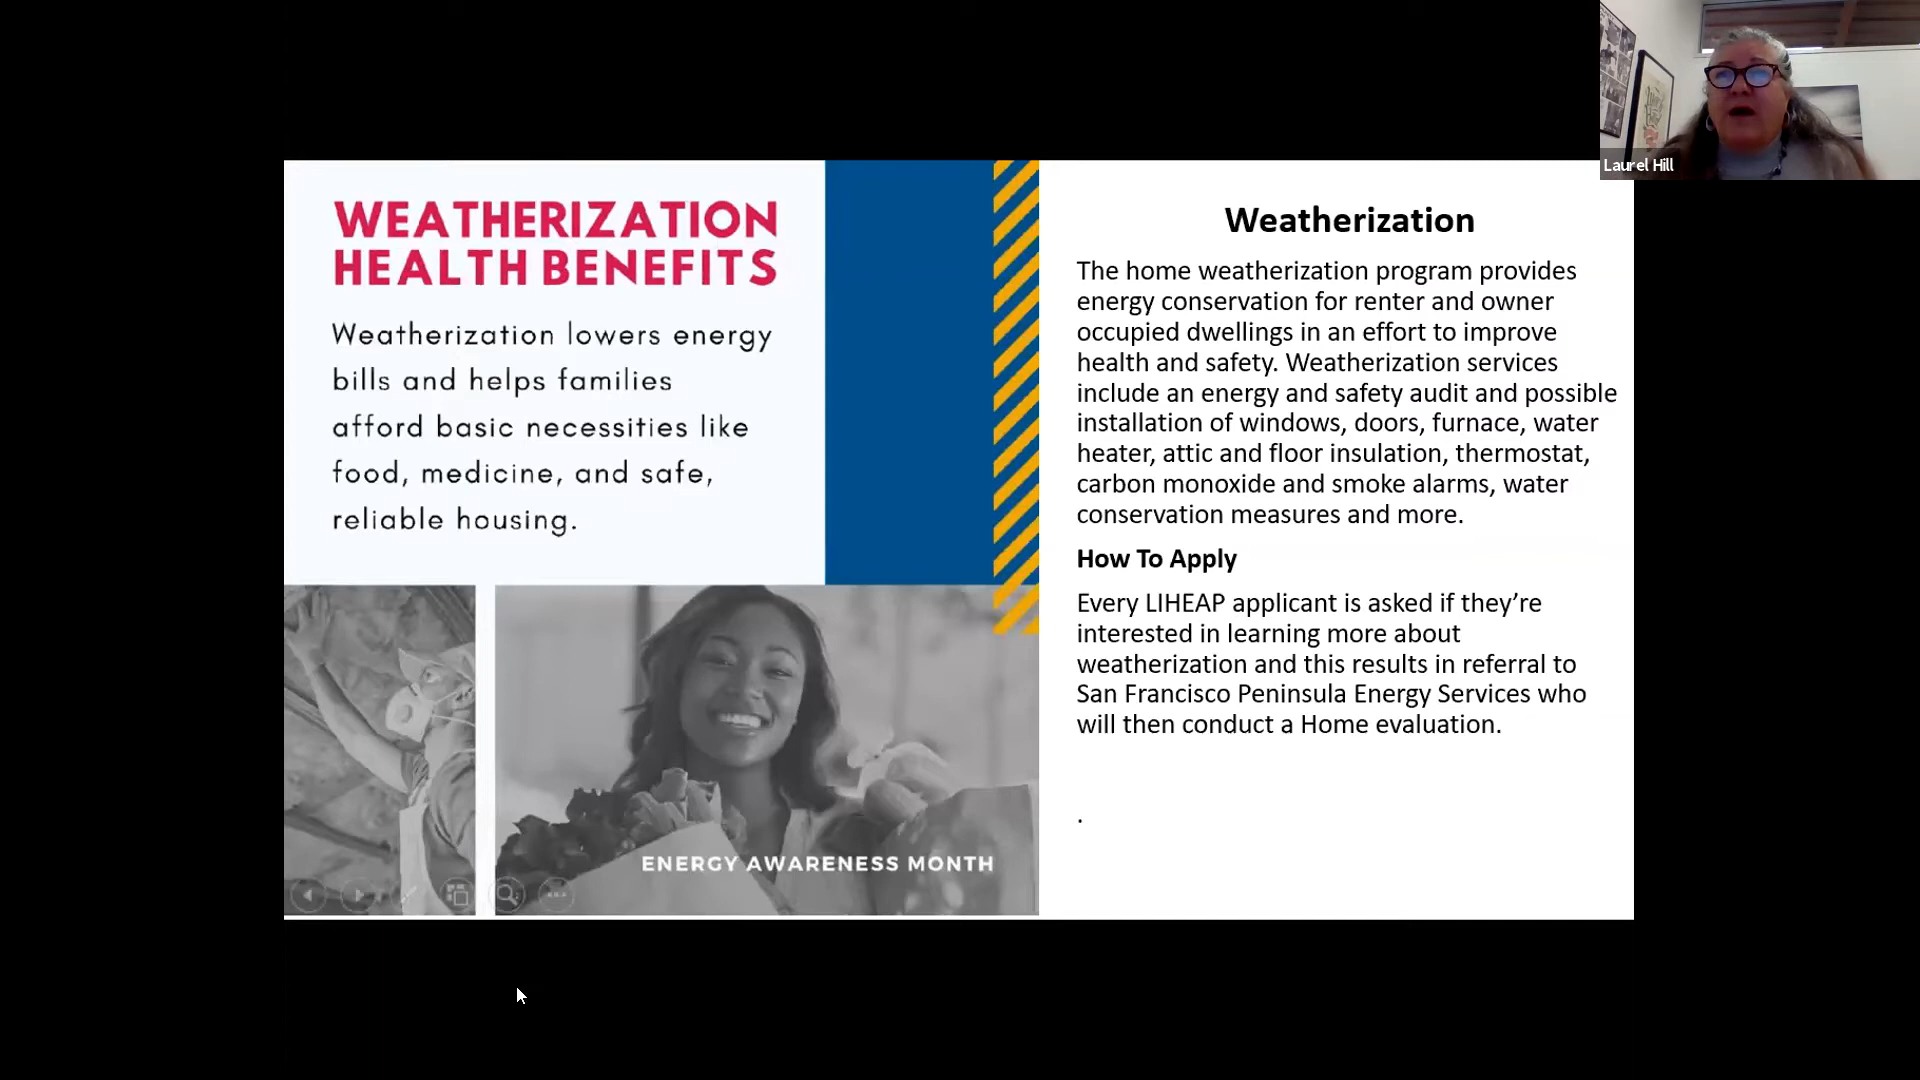 WEATHERIZATION
HEALTH BENEFITS
Weatherization lowers energy
bills and helps families
afford basic necessities like
food, medicine, and safe,
reliable housing.
ENERGY AWARENESS MONTH
Weatherization
The home weatherization program provides
energy conservation for renter and owner
occupied dwellings in an effort to improve
health and safety. Weatherization services
include an energy and safety audit and possible
installation of windows, doors, furnace, water
heater, attic and floor insulation, thermostat,
carbon monoxide and smoke alarms, water
conservation measures and more.
How To Apply
Every LIHEAP applicant is asked if they’re
interested in learning more about
weatherization and this results in referral to
San Francisco Peninsula Energy Services who
will then conduct a Home evaluation.
.
Laurel Hill